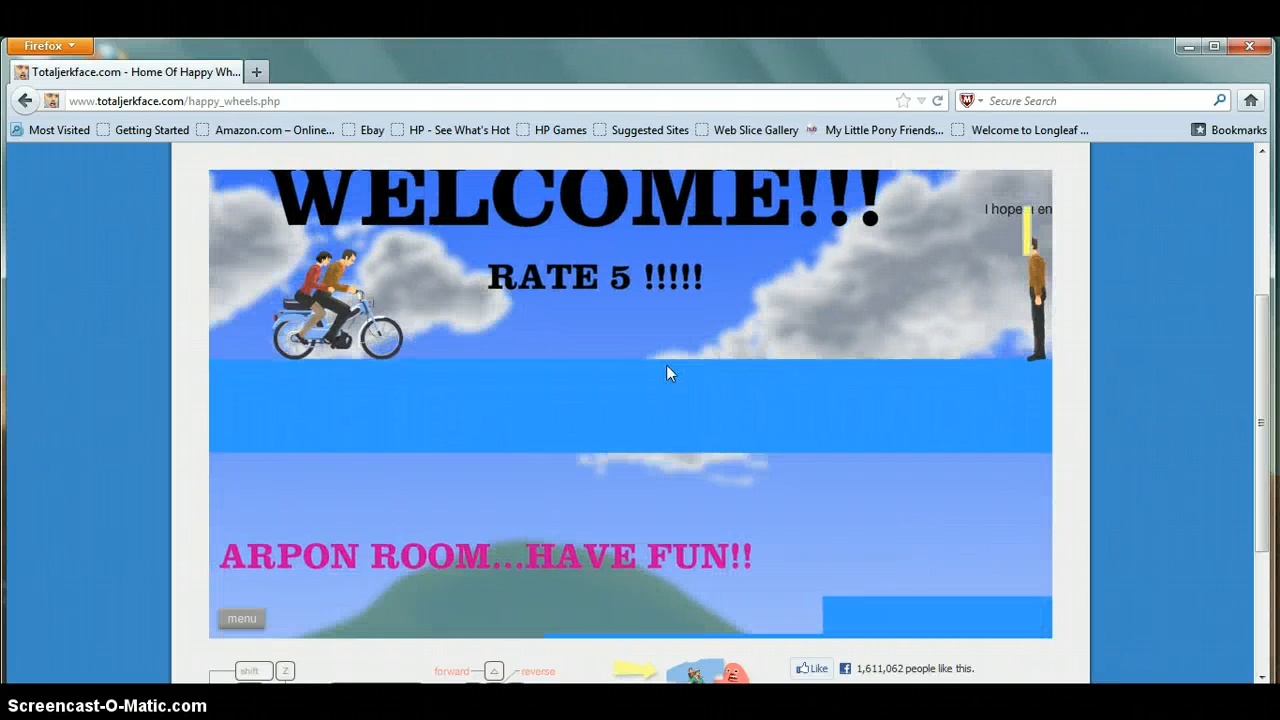 Firefox
Totaljerkface.com - Home Of Happy Wh...
www.totaljerkface.com/happy_wheels.php
Secure Search
Most Visited
Getting Started
Amazon.com – Online...
Ebay
HP - See What's Hot
HP Games
Suggested Sites
Web Slice Gallery
My Little Pony Friends...
Welcome to Longleaf ...
Bookmarks
WELCOME!!!
I hope en
RATE 5 !!!!!
ARPON ROOM...HAVE FUN!!
menu
shift
Z
forward
reverse
Like
1,611,062 people like this.
Screencast-O-Matic.com